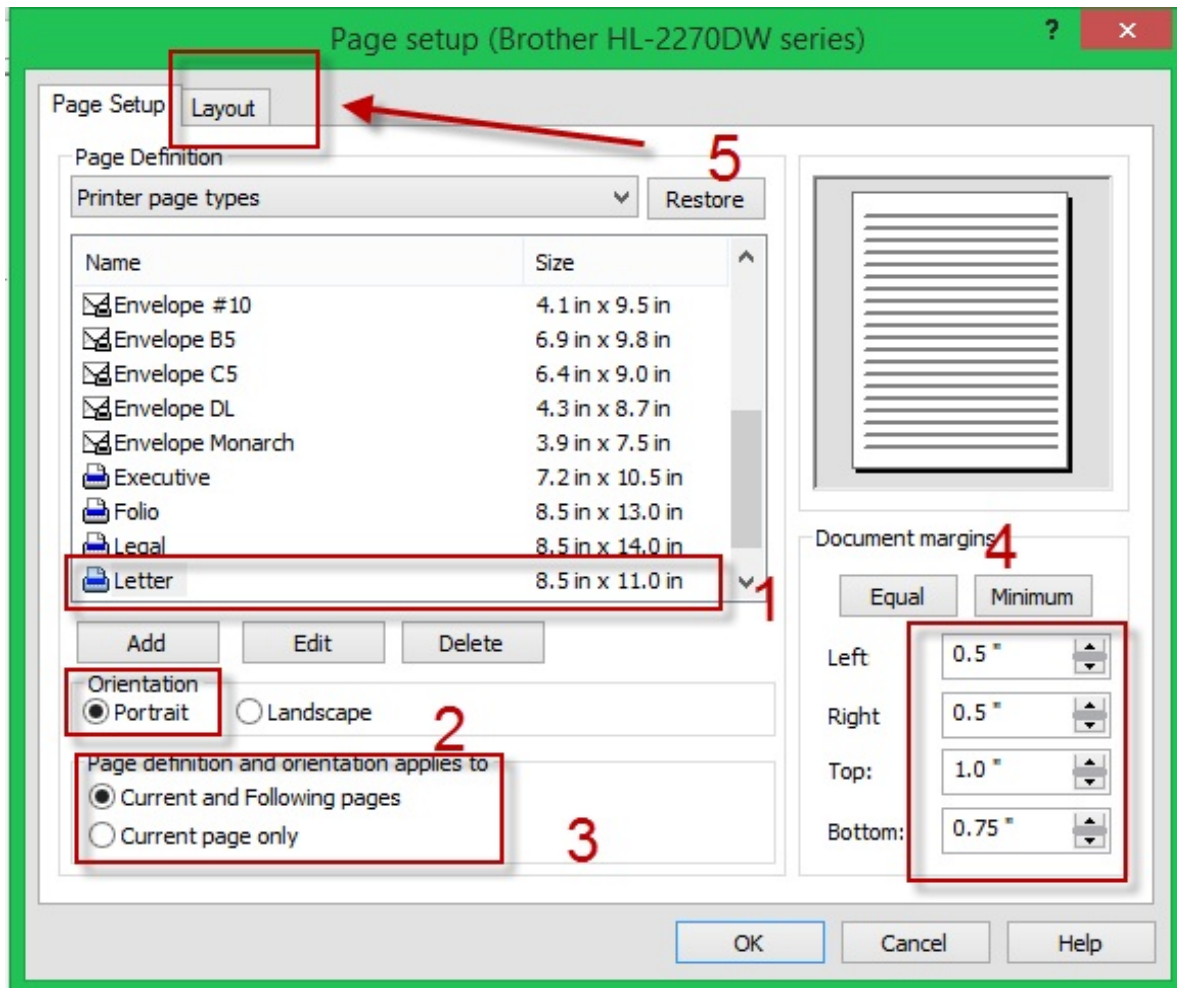 Page setup (Brother HL-2270DW series)
?
Page Setup
Layout
5
Page Definition
Printer page types
Restore
Name Size
Envelope #10 4.1 in x 9.5 in
Envelope B5 6.9 in x 9.8 in
Envelope C5 6.4 in x 9.0 in
Envelope DL 4.3 in x 8.7 in
Envelope Monarch 3.9 in x 7.5 in
Executive 7.2 in x 10.5 in
Folio 8.5 in x 13.0 in
Legal 8.5 in x 14.0 in
Letter 8.5 in x 11.0 in
1
Add Edit Delete
Orientation
Portrait Landscape
2
Page definition and orientation applies to
Current and Following pages
Current page only
3
Document margins
4
Equal Minimum
Left 0.5 "
Right 0.5 "
Top: 1.0 "
Bottom: 0.75 "
OK Cancel Help